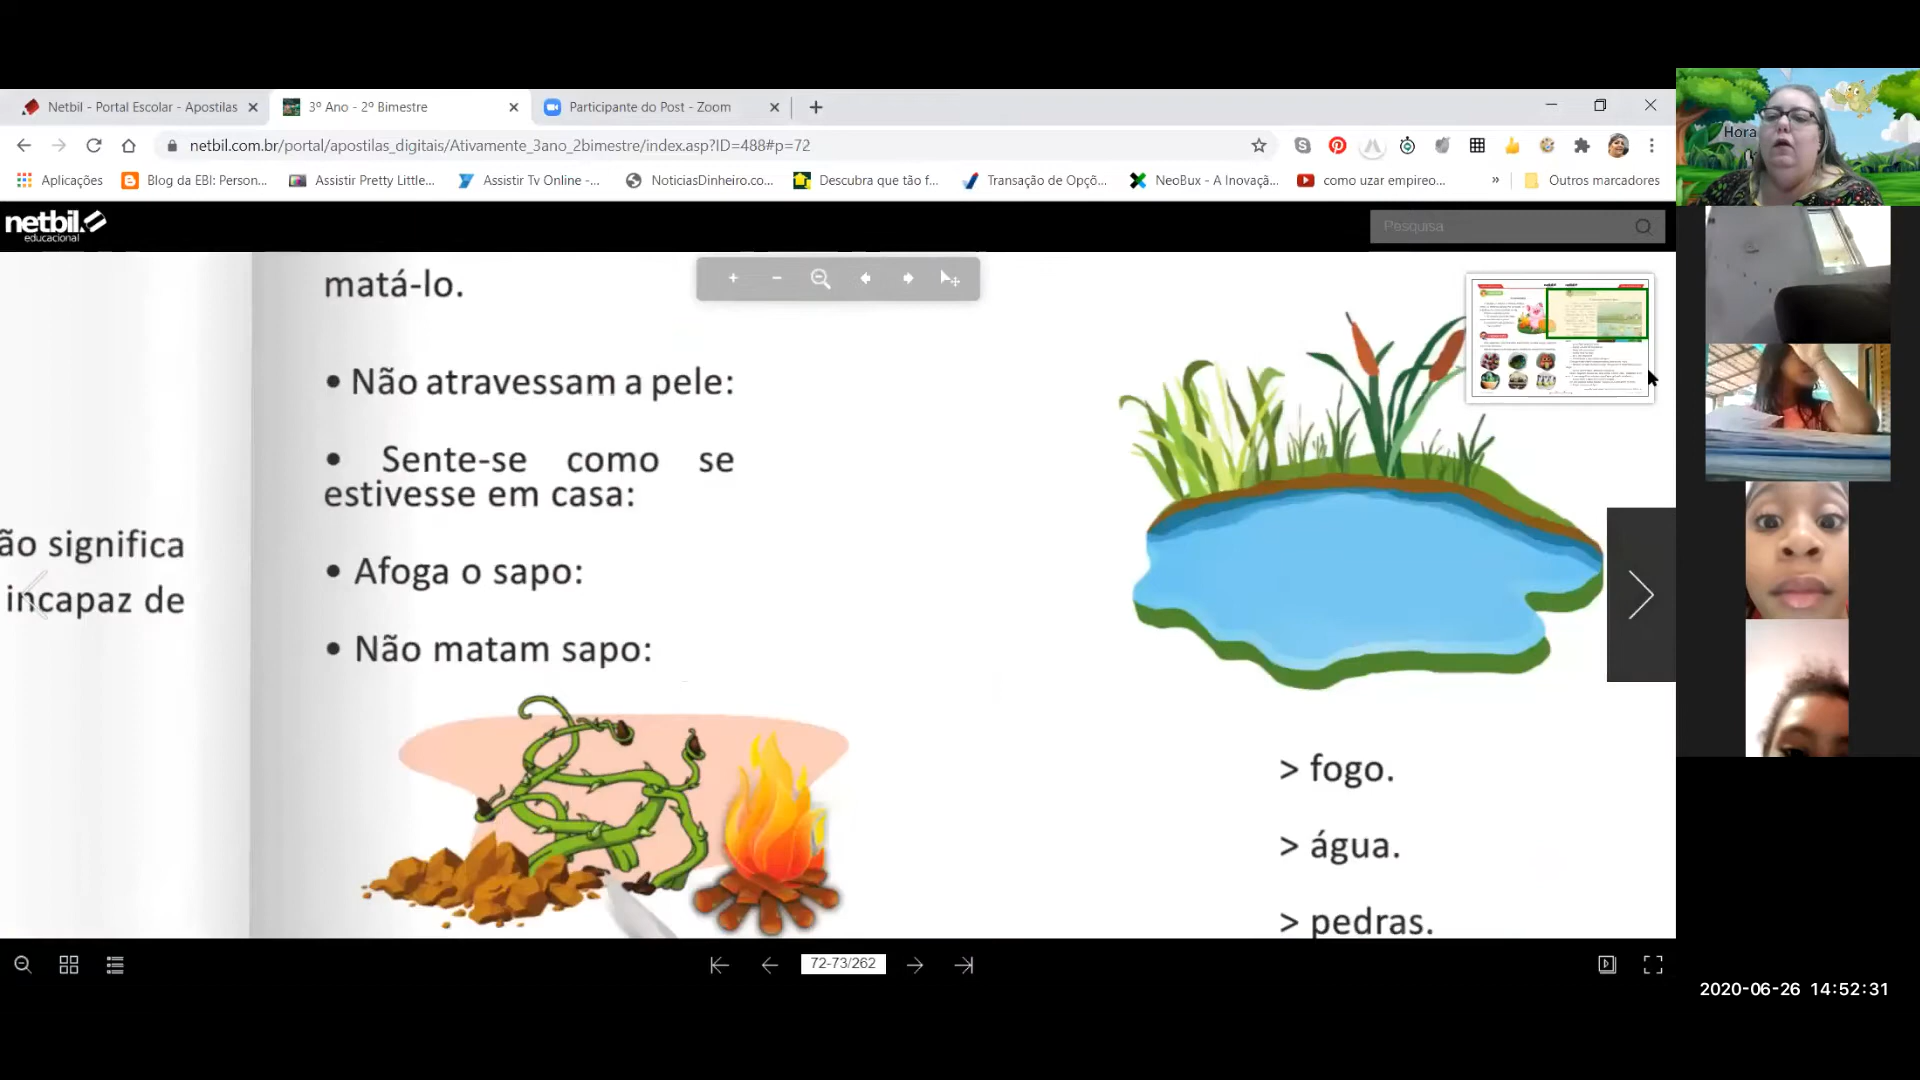 Netbil - Portal Escolar - Apostilas
3º Ano - 2º Bimestre
Participante do Post - Zoom
netbil.com.br/portal/apostilas_digitais/Ativamente_3ano_2bimestre/index.asp?ID=488#p=72
Aplicações
Blog da EBI: Person...
Assistir Pretty Little...
Assistir Tv Online -...
NoticiasDinheiro.co...
Descubra que tão f...
Transação de Opçõ...
NeoBux - A Inovaçã...
como uzar empireo...
»
Outros marcadores
netbil
educacional
Pesquisa
Hora
matá-lo.
• Não atravessam a pele:
• Sente-se como se
estivesse em casa:
• Afoga o sapo:
• Não matam sapo:
ão significa
incapaz de
> fogo.
> água.
> pedras.
72-73/262
2020-06-26 14:52:31